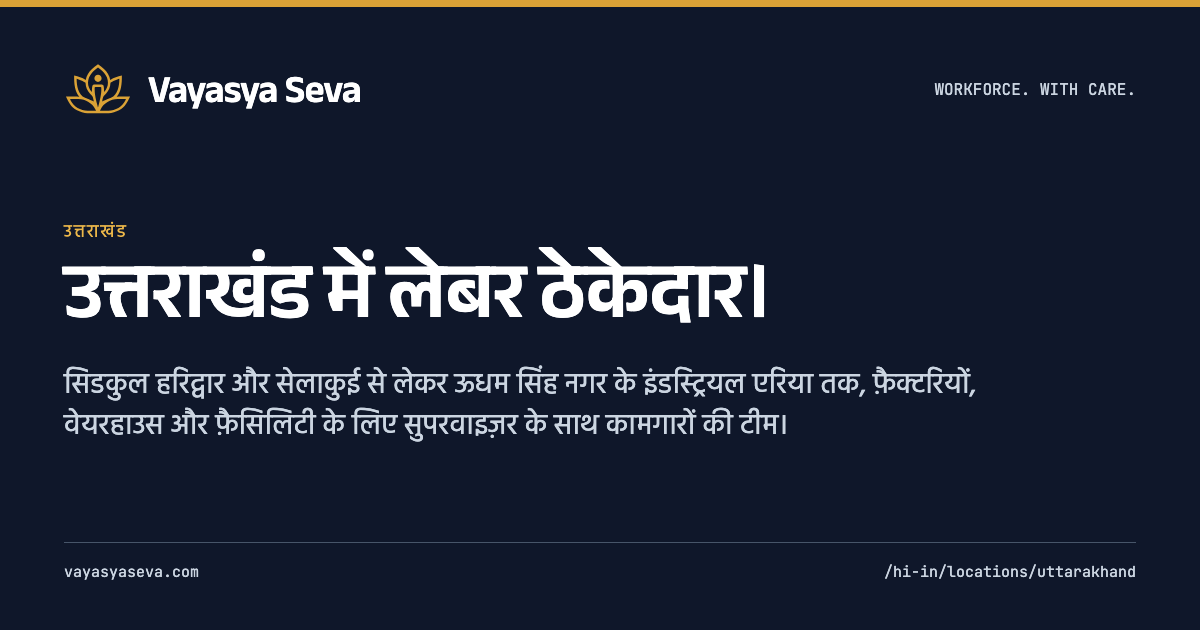 Vayasya Seva
WORKFORCE. WITH CARE.
उत्तराखंड
उत्तराखंड में लेबर ठेकेदार।
सिडकुल हरिद्वार और सेलाकुई से लेकर ऊधम सिंह नगर के इंडस्ट्रियल एरिया तक, फ़ैक्टरियों,
वेयरहाउस और फ़ैसिलिटी के लिए सुपरवाइज़र के साथ कामगारों की टीम।
vayasyaseva.com
/hi-in/locations/uttarakhand